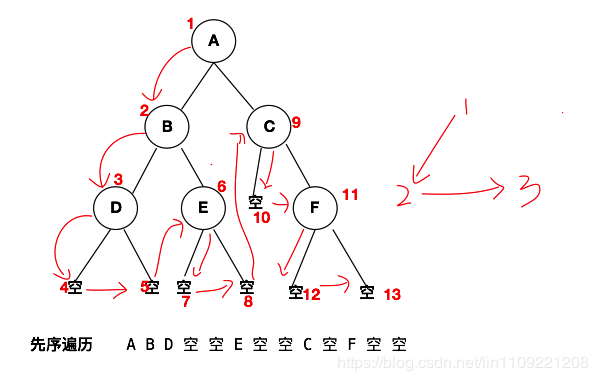 1
A
2
B
C
9
3
D
6
E
空
10
F
11
4
空
5
空
空
7
空
8
空
12
空
13
1
2
3
先序遍历 A B D 空 空 E 空 空 C 空 F 空 空
https://blog.csdn.net/lin1109221208